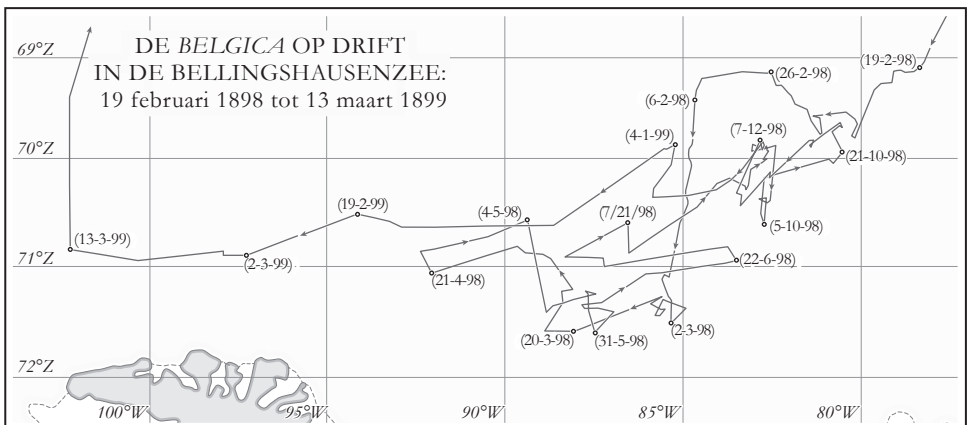 DE BELGICA OP DRIFT
IN DE BELLINGSHAUSENZEE:
19 februari 1898 tot 13 maart 1899
69°Z
(19-2-98)
(26-2-98)
(6-2-98)
(7-12-98)
(4-1-99)
70°Z
(21-10-98)
(19-2-99)
(4-5-98)
(7/21/98)
(5-10-98)
(13-3-99)
(2-3-99)
71°Z
(21-4-98)
(22-6-98)
(20-3-98)
(31-5-98)
(2-3-98)
72°Z
100°W
95°W
90°W
85°W
80°W